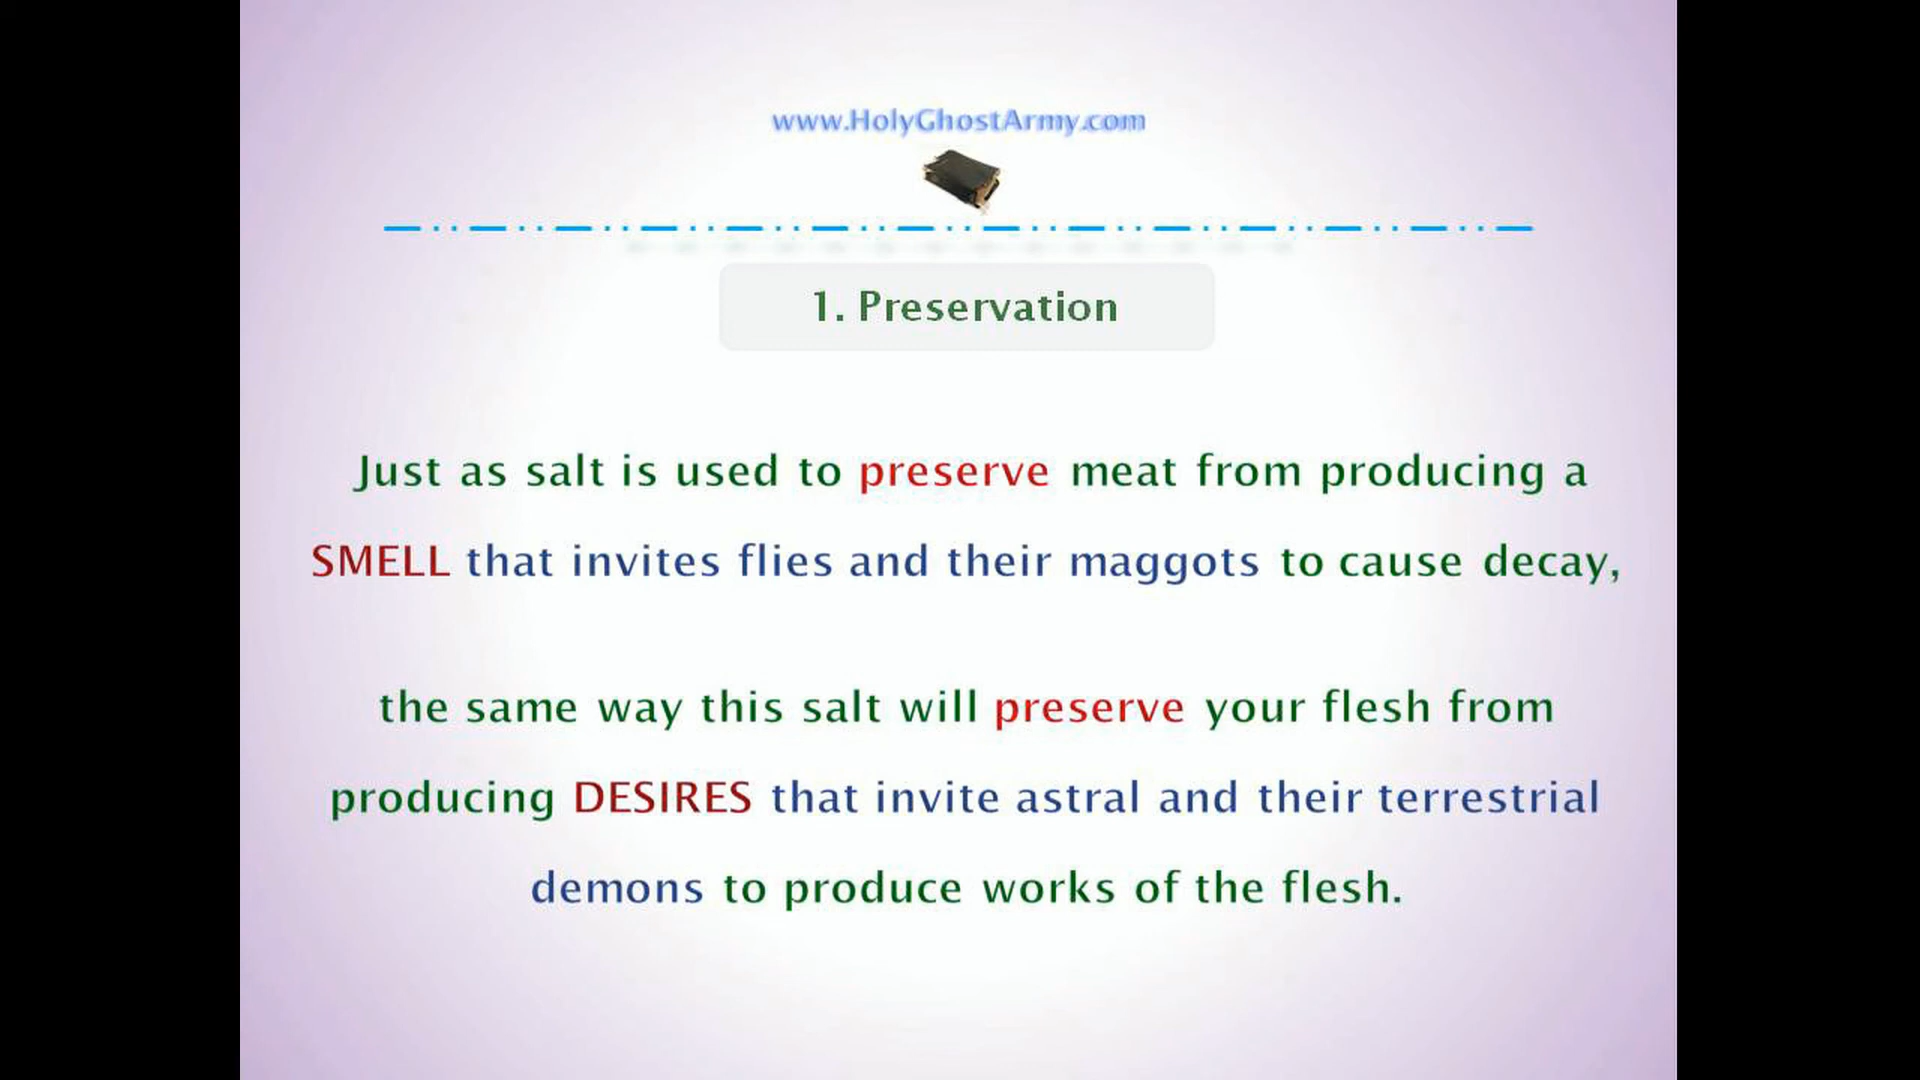 www.HolyGhostArmy.com
1. Preservation
Just as salt is used to preserve meat from producing a
SMELL that invites flies and their maggots to cause decay,
the same way this salt will preserve your flesh from
producing DESIRES that invite astral and their terrestrial
demons to produce works of the flesh.